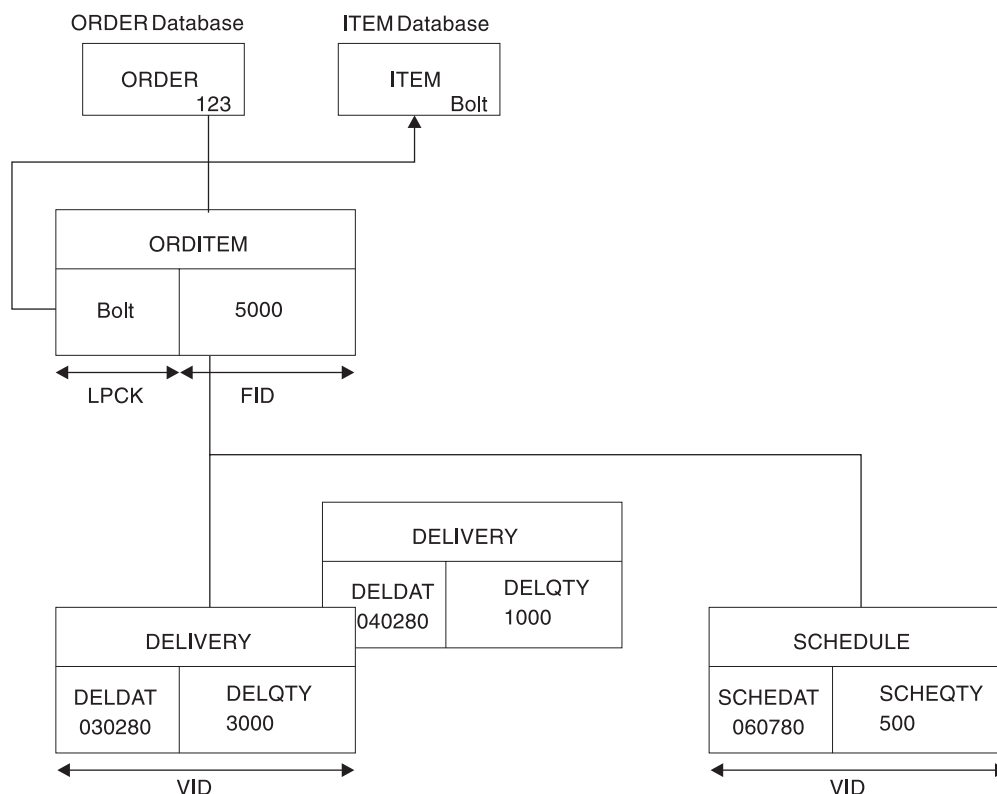 ORDER Database
ITEM Database
ORDER
123
ITEM
Bolt
ORDITEM
Bolt
5000
LPCK
FID
DELIVERY
DELDAT
040280
DELQTY
1000
DELIVERY
DELDAT
030280
DELQTY
3000
VID
SCHEDULE
SCHEDAT
060780
SCHEQTY
500
VID